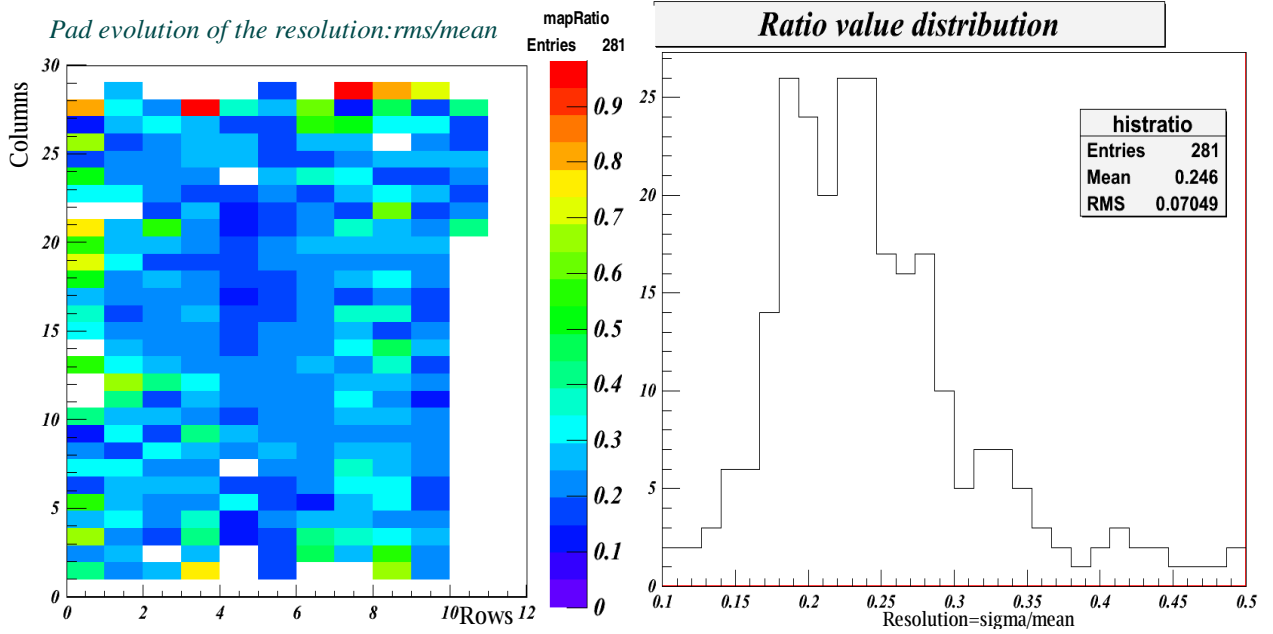 Pad evolution of the resolution:rms/mean
mapRatio
Entries 281
Columns
30
25
20
15
10
5
0
0 2 4 6 8 10 12
Rows
0.9
0.8
0.7
0.6
0.5
0.4
0.3
0.2
0.1
0
Ratio value distribution
histratio
Entries 281
Mean 0.246
RMS 0.07049
25
20
15
10
5
0
0.1 0.15 0.2 0.25 0.3 0.35 0.4 0.45 0.5
Resolution=sigma/mean